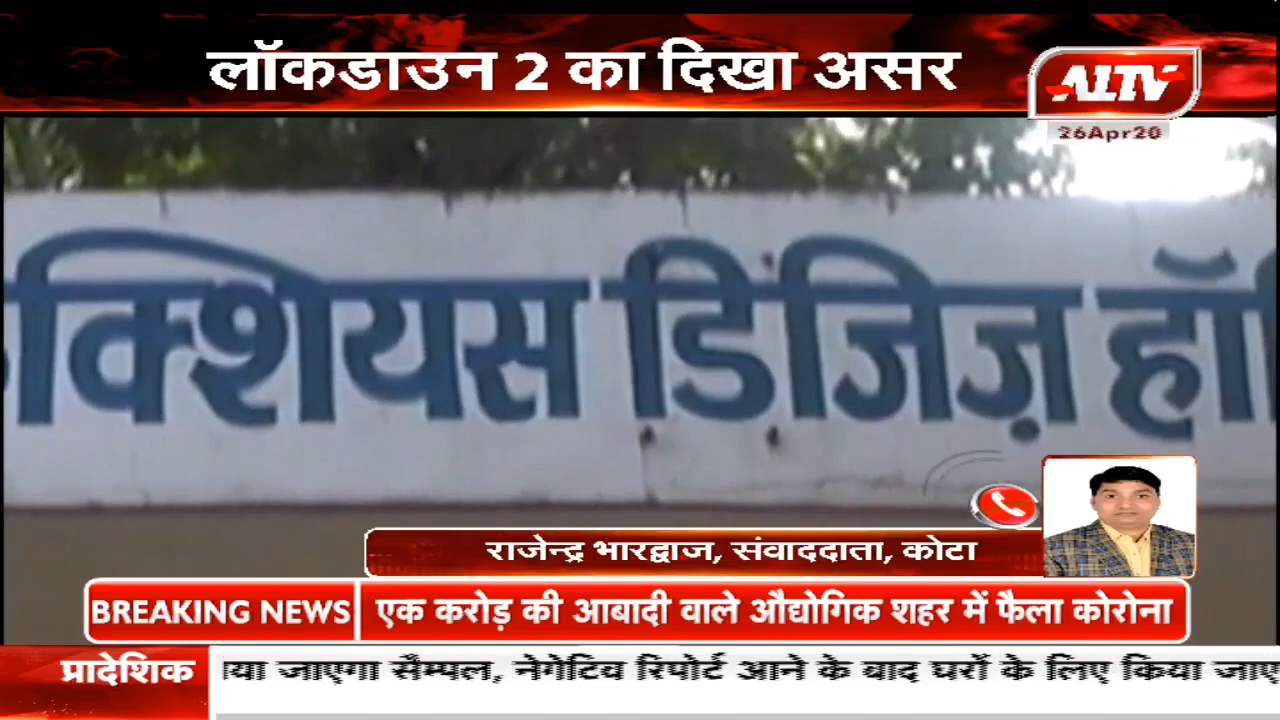 लॉकडाउन 2 का दिखा असर
ALTV
26Apr20
क्शियस डिंजिज़
राजेन्द्र भारद्वाज, संवाददाता, कोटा
BREAKING NEWS
एक करोड़ की आबादी वाले औद्योगिक शहर में फैला कोरोना
प्रादेशिक
जाएगा सैम्पल, नेगेटिव रिपोर्ट आने के बाद घरों के लिए किया